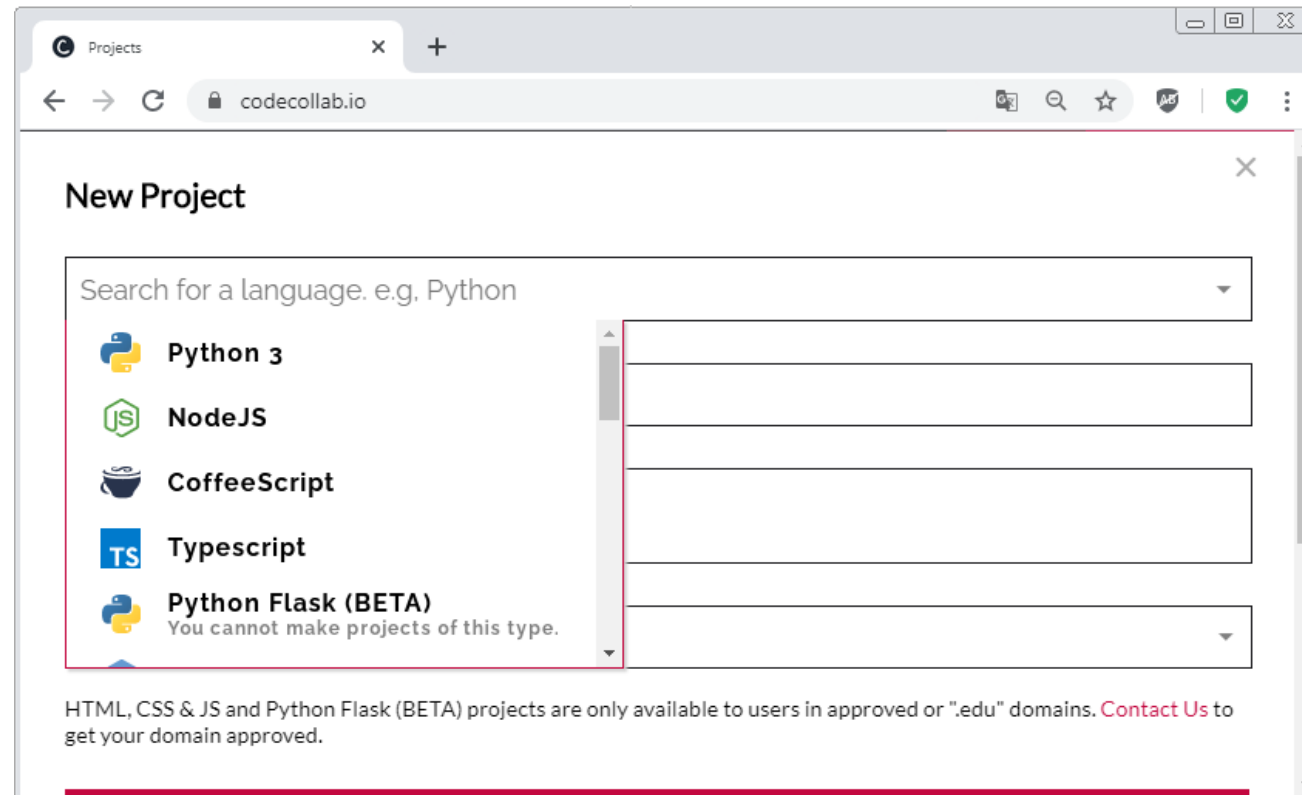 Projects
codecollab.io
New Project
Search for a language. e.g, Python
Python 3
JS NodeJS
CoffeeScript
TS Typescript
Python Flask (BETA)
You cannot make projects of this type.
HTML, CSS & JS and Python Flask (BETA) projects are only available to users in approved or ".edu" domains. Contact Us to
get your domain approved.